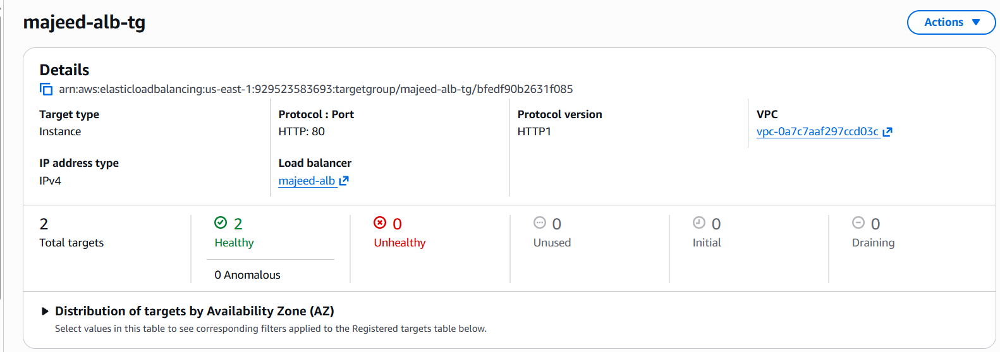 majeed-alb-tg
Actions
Details
arn:aws:elasticloadbalancing:us-east-1:929523583693:targetgroup/majeed-alb-tg/bfedf90b2631f085
Target type
Instance
Protocol : Port
HTTP: 80
Protocol version
HTTP1
VPC
vpc-0a7c7aaf297ccd03c
IP address type
IPv4
Load balancer
majeed-alb
2
Total targets
2
Healthy
0 Anomalous
0
Unhealthy
0
Unused
0
Initial
0
Draining
Distribution of targets by Availability Zone (AZ)
Select values in this table to see corresponding filters applied to the Registered targets table below.